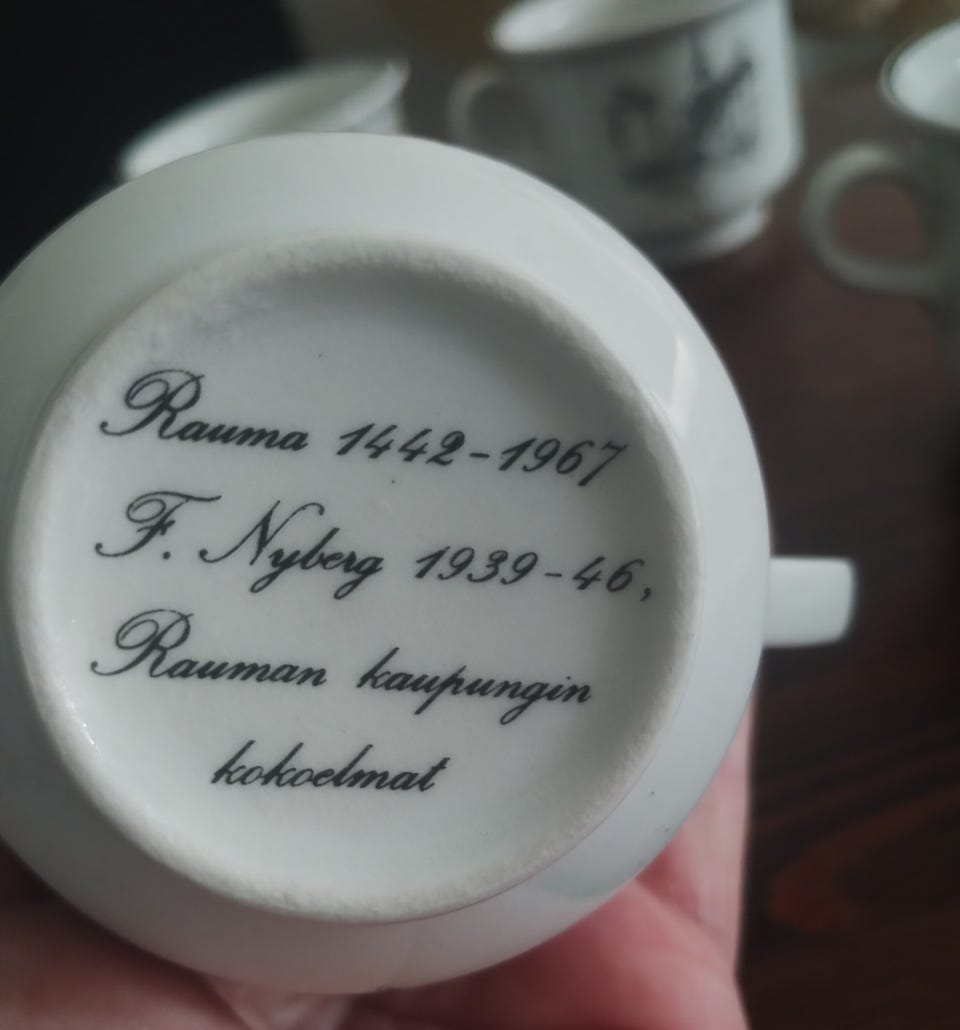 Rauma 1442-1967
F. Nyberg 1939-46,
Rauman kaupungin
kokoelmat